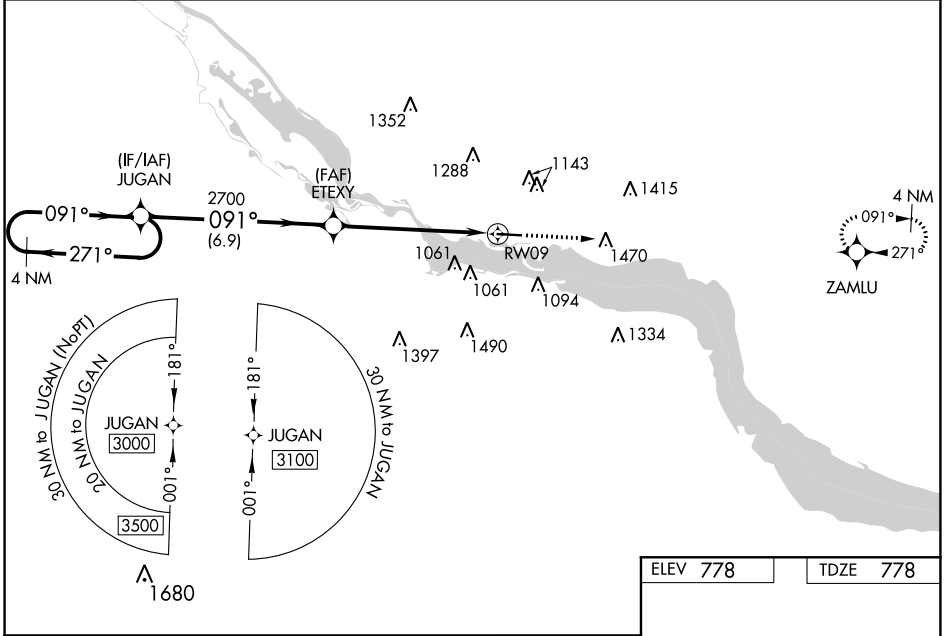 1352
1288
1143
1415
(IF/IAF)
JUGAN
(FAF)
ETEXY
2700
091°
(6.9)
091°
271°
4 NM
RW09
1470
1061
1061
1094
1334
1397
1490
4 NM
091°
271°
ZAMLU
30 NM to JUGAN (NoPT)
20 NM to JUGAN
181°
JUGAN
3000
001°
3500
181°
JUGAN
3100
001°
30 NM to JUGAN
1680
ELEV 778
TDZE 778